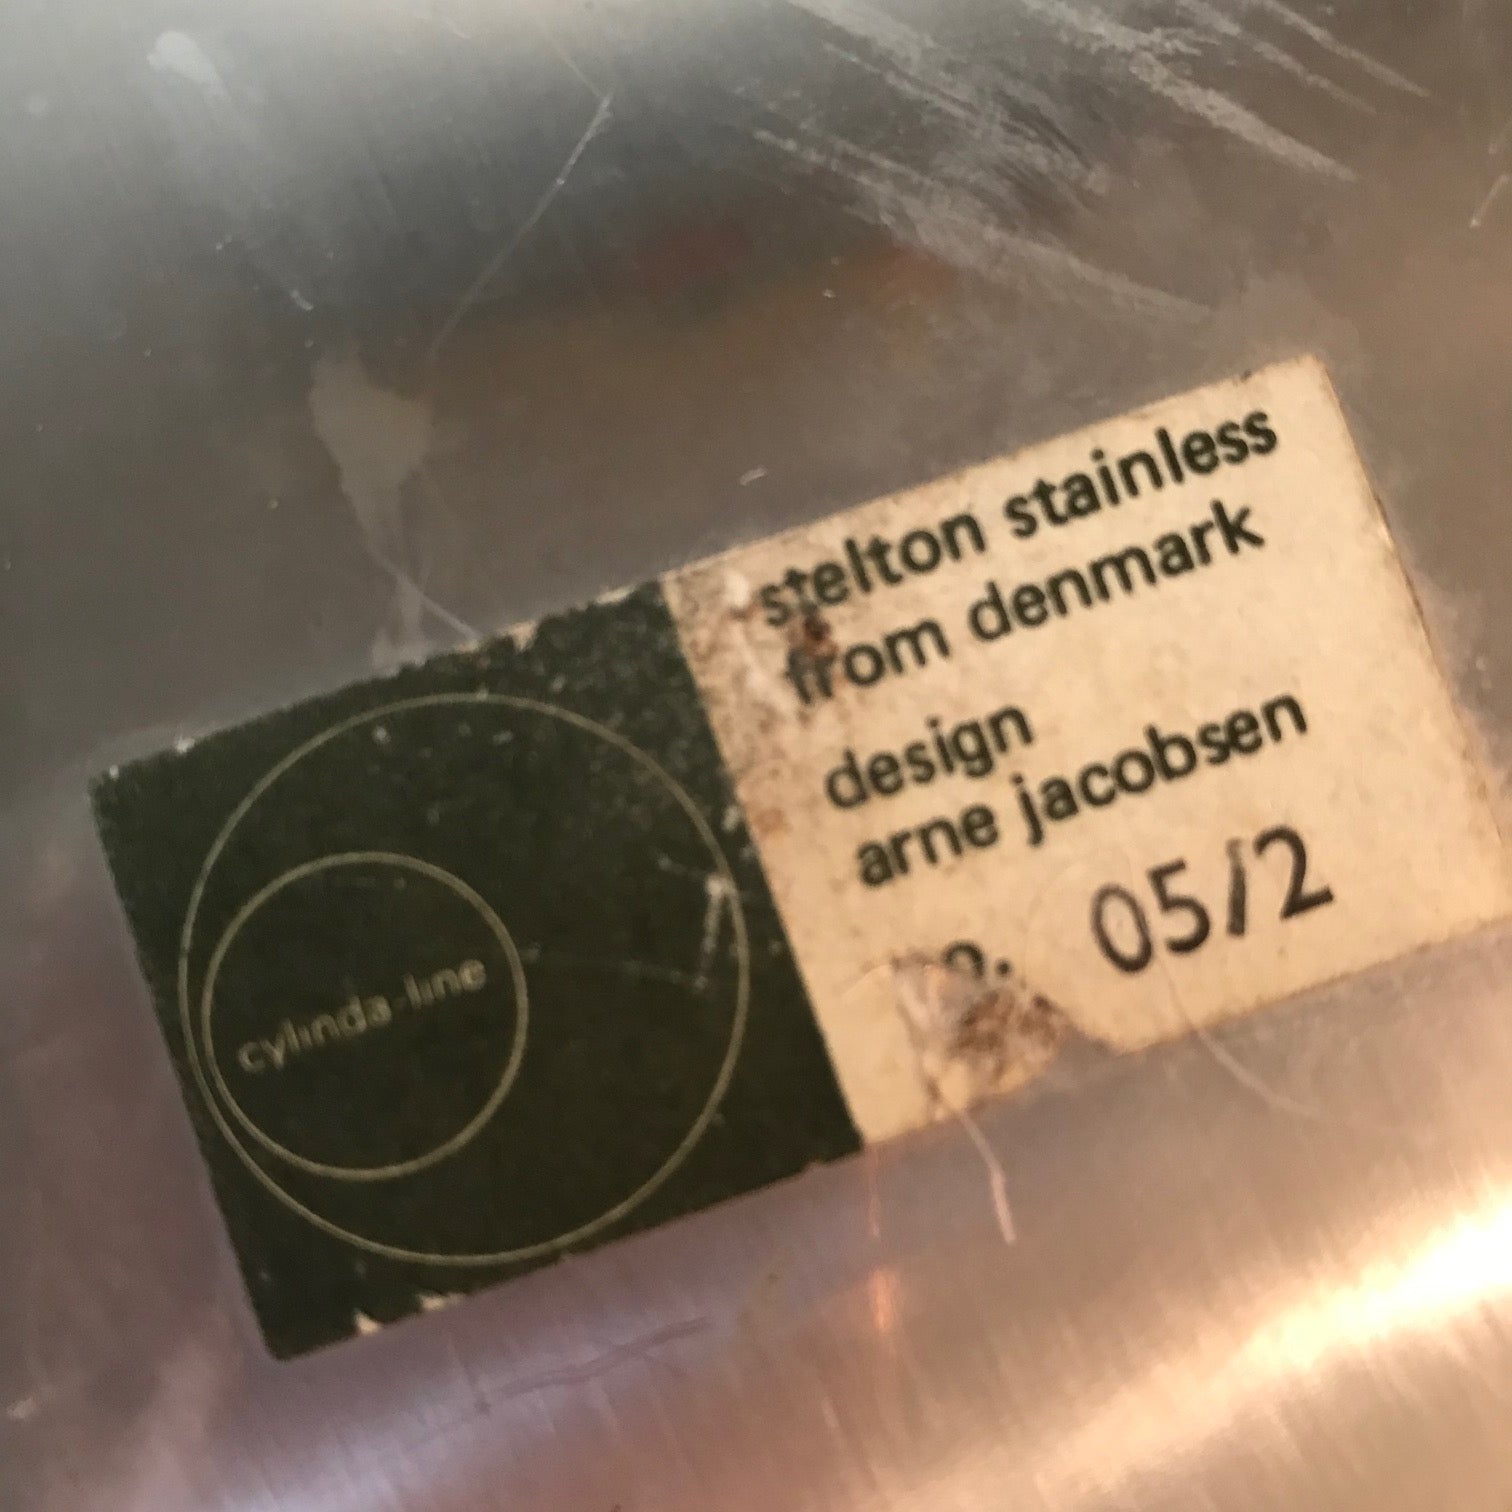 cylinda-line
stelton stainless
from denmark
design
arne jacobsen
05/2